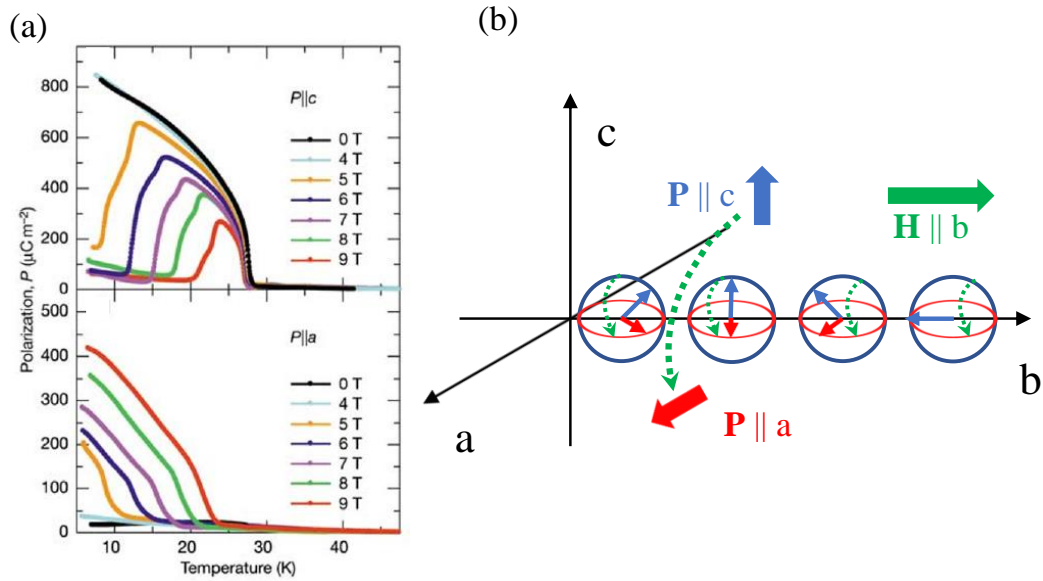 (a)
800
600
400
200
0
P||c
0 T
4 T
5 T
6 T
7 T
8 T
9 T
Polarization, P (μC m⁻²)
500
400
300
200
100
0
P||a
0 T
4 T
5 T
6 T
7 T
8 T
9 T
10 20 30 40
Temperature (K)
(b)
c
P || c
H || b
b
a
P || a